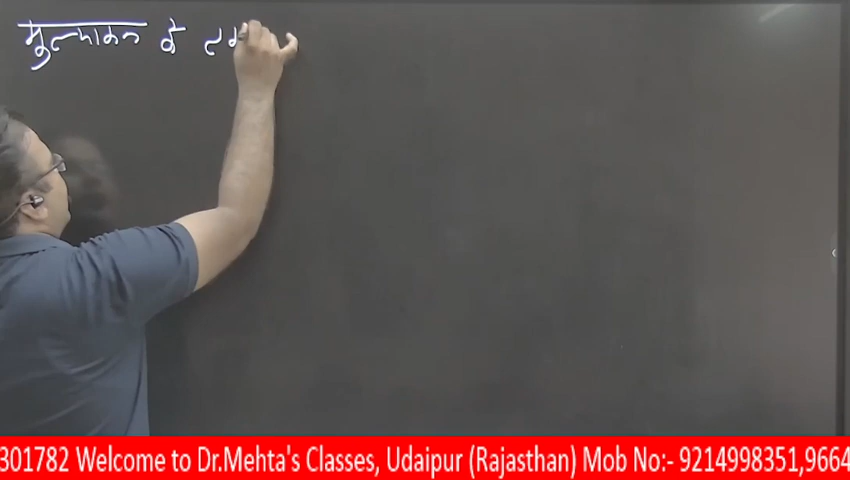 मुल्यांकन के
301782 Welcome to Dr.Mehta's Classes, Udaipur (Rajasthan) Mob No:- 9214998351,9664